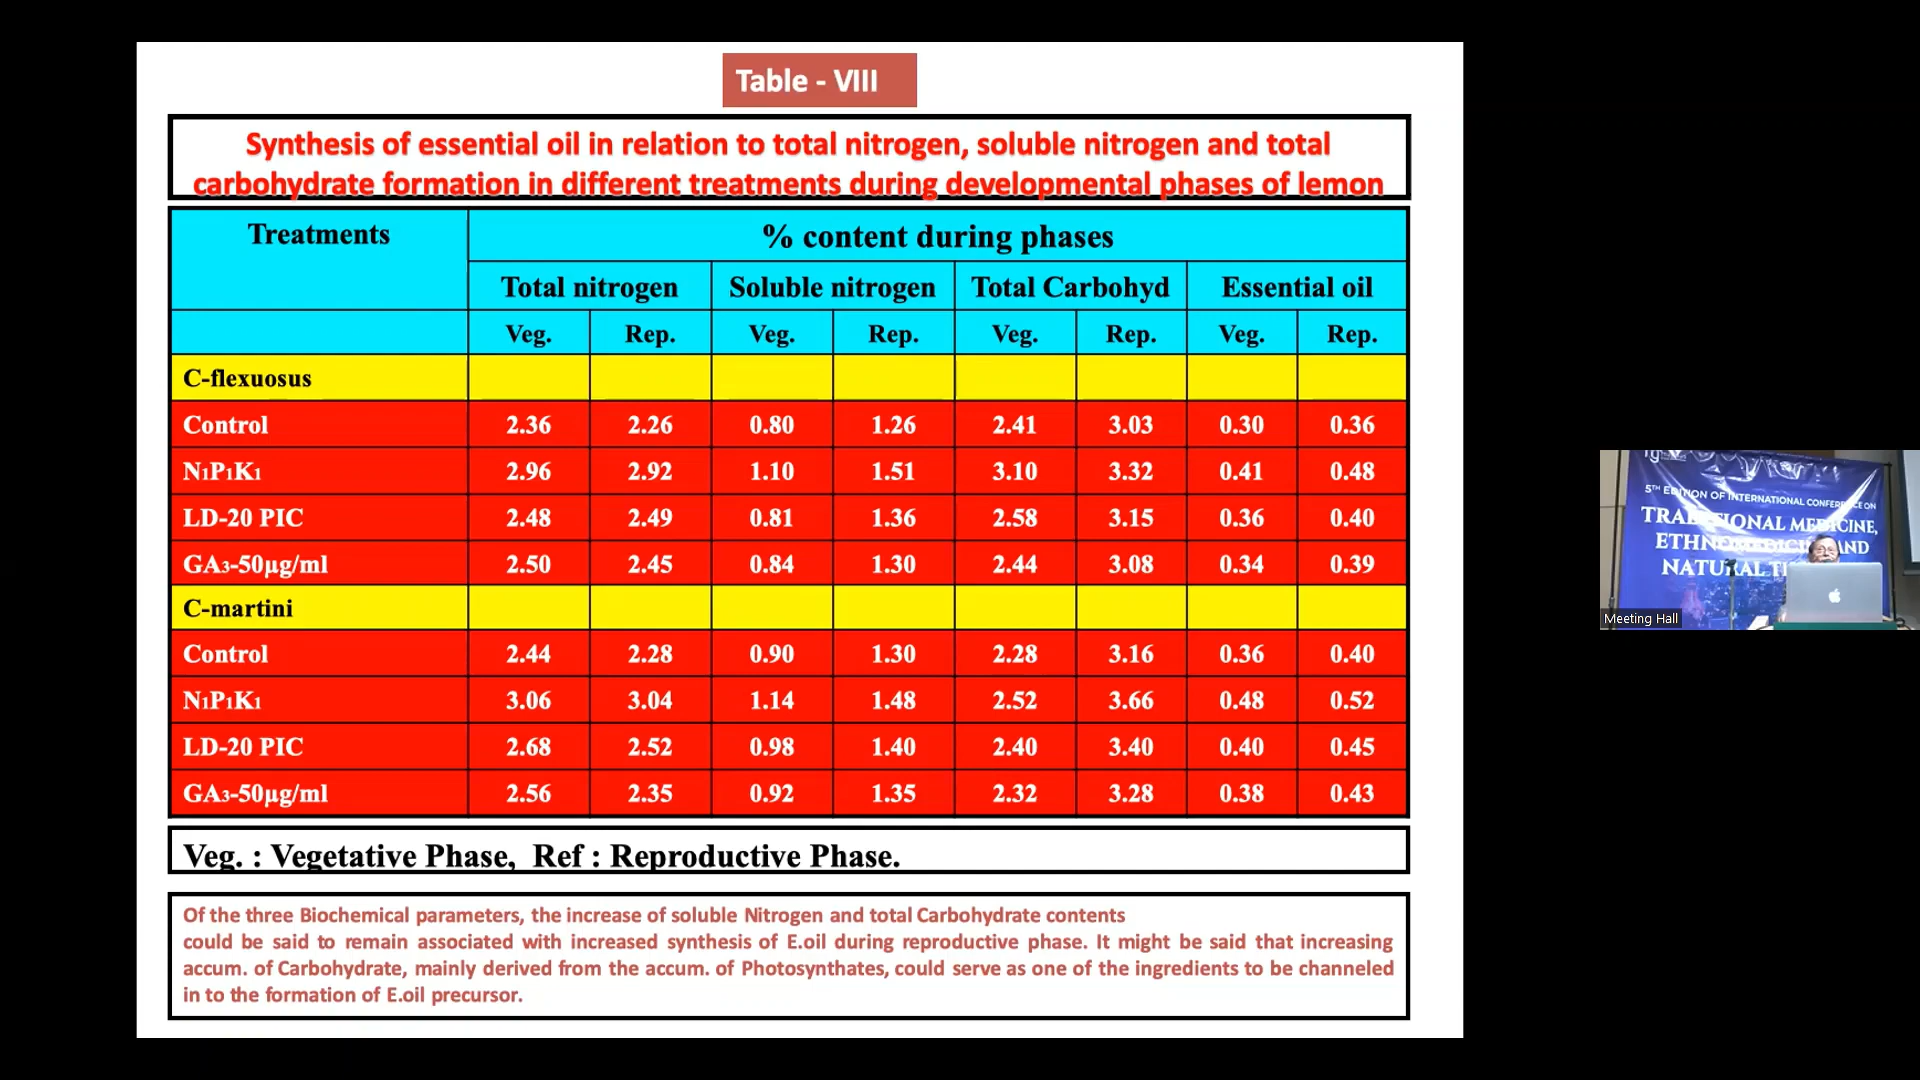 Table - VIII
Synthesis of essential oil in relation to total nitrogen, soluble nitrogen and total
carbohydrate formation in different treatments during developmental phases of lemon
Treatments % content during phases
Total nitrogen Soluble nitrogen Total Carbohyd Essential oil
Veg. Rep. Veg. Rep. Veg. Rep. Veg. Rep.
C-flexuosus
Control 2.36 2.26 0.80 1.26 2.41 3.03 0.30 0.36
N1P1K1 2.96 2.92 1.10 1.51 3.10 3.32 0.41 0.48
LD-20 PIC 2.48 2.49 0.81 1.36 2.58 3.15 0.36 0.40
GA3-50µg/ml 2.50 2.45 0.84 1.30 2.44 3.08 0.34 0.39
C-martini
Control 2.44 2.28 0.90 1.30 2.28 3.16 0.36 0.40
N1P1K1 3.06 3.04 1.14 1.48 2.52 3.66 0.48 0.52
LD-20 PIC 2.68 2.52 0.98 1.40 2.40 3.40 0.40 0.45
GA3-50µg/ml 2.56 2.35 0.92 1.35 2.32 3.28 0.38 0.43
Veg. : Vegetative Phase, Ref : Reproductive Phase.
Of the three Biochemical parameters, the increase of soluble Nitrogen and total Carbohydrate contents
could be said to remain associated with increased synthesis of E.oil during reproductive phase. It might be said that increasing
accum. of Carbohydrate, mainly derived from the accum. of Photosynthates, could serve as one of the ingredients to be channeled
in to the formation of E.oil precursor.
5TH EDITION OF INTERNATIONAL CONFERENCE ON
MEDICINE,
AND
NATURAL
Meeting Hall